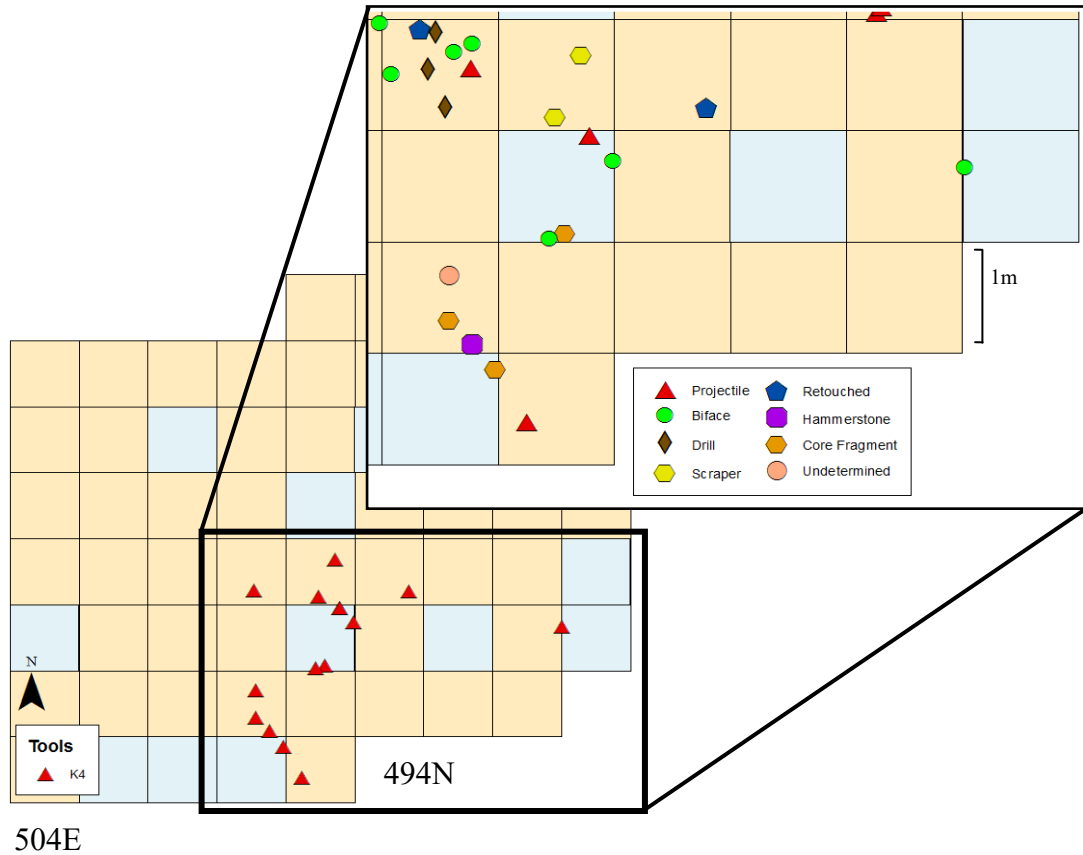 1m
Projectile
Retouched
Biface
Hammerstone
Drill
Core Fragment
Scraper
Undetermined
N
Tools
K4
494N
504E